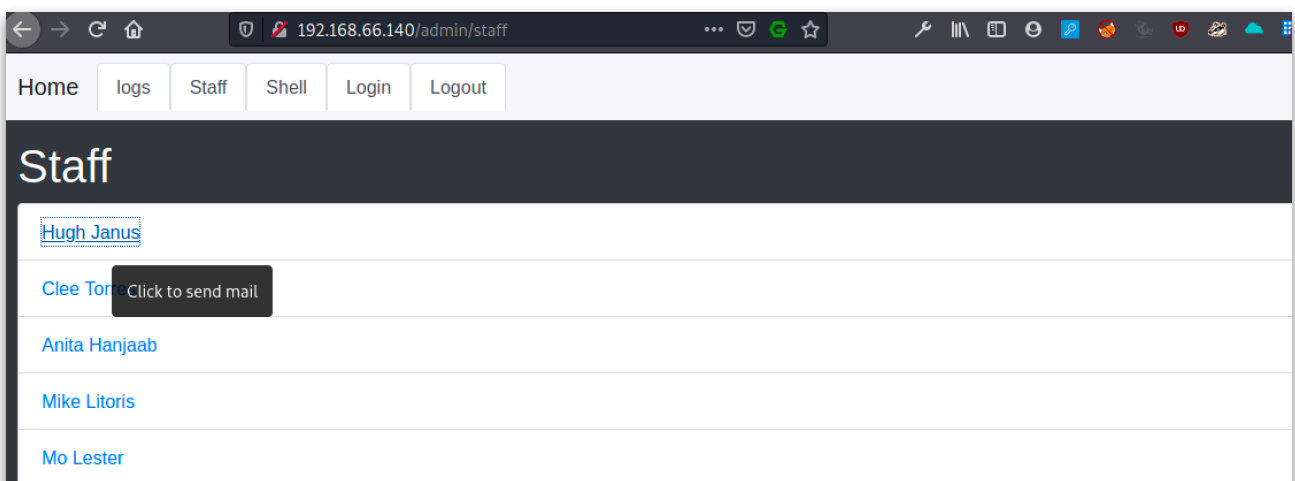 192.168.66.140/admin/staff
Home logs Staff Shell Login Logout
Staff
Hugh Janus
Clee Torre
Click to send mail
Anita Hanjaab
Mike Litoris
Mo Lester